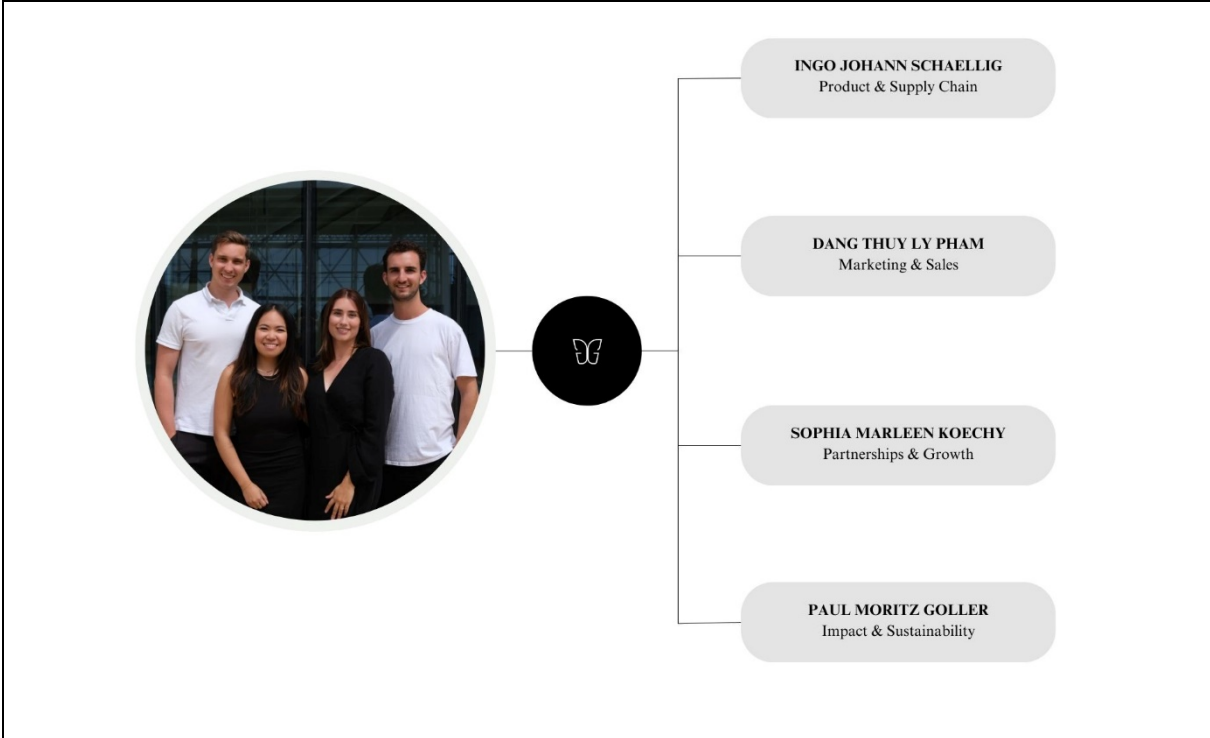 INGO JOHANN SCHAELLIG
Product & Supply Chain
DANG THUY LY PHAM
Marketing & Sales
SOPHIA MARLEEN KOECHY
Partnerships & Growth
PAUL MORITZ GOLLER
Impact & Sustainability